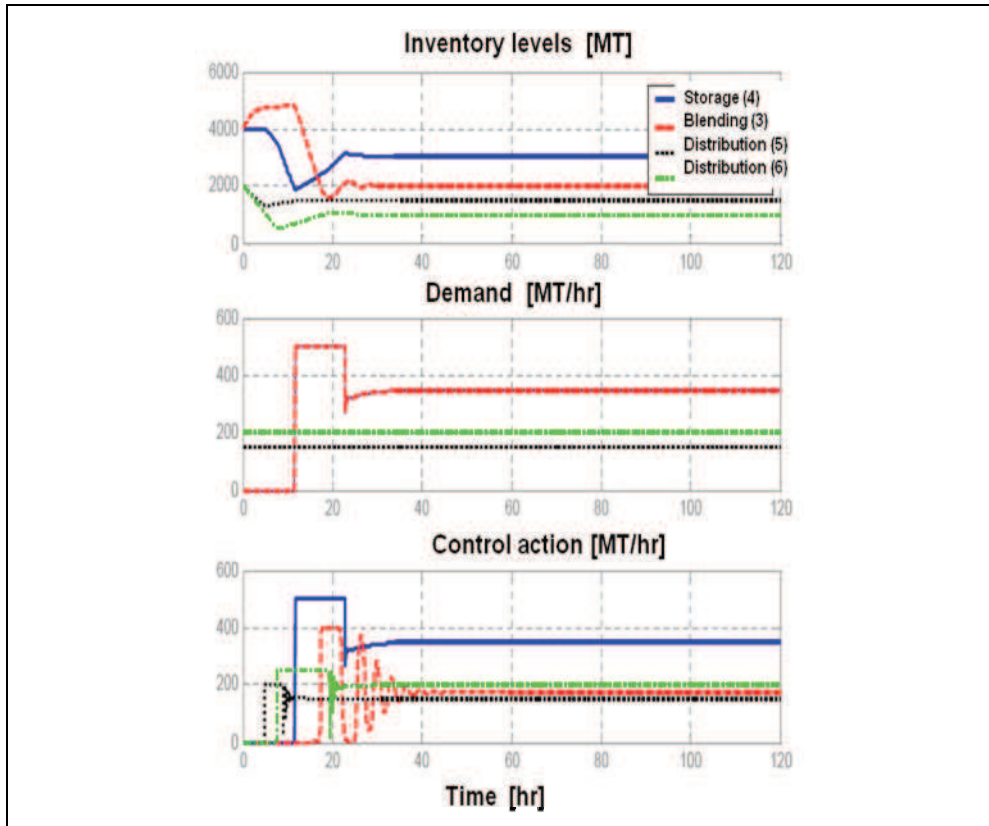 Inventory levels [MT]
6000
4000
2000
0
0 20 40 60 80 100 120
Storage (4)
Blending (3)
Distribution (5)
Distribution (6)
Demand [MT/hr]
600
400
200
0
0 20 40 60 80 100 120
Control action [MT/hr]
600
400
200
0
0 20 40 60 80 100 120
Time [hr]